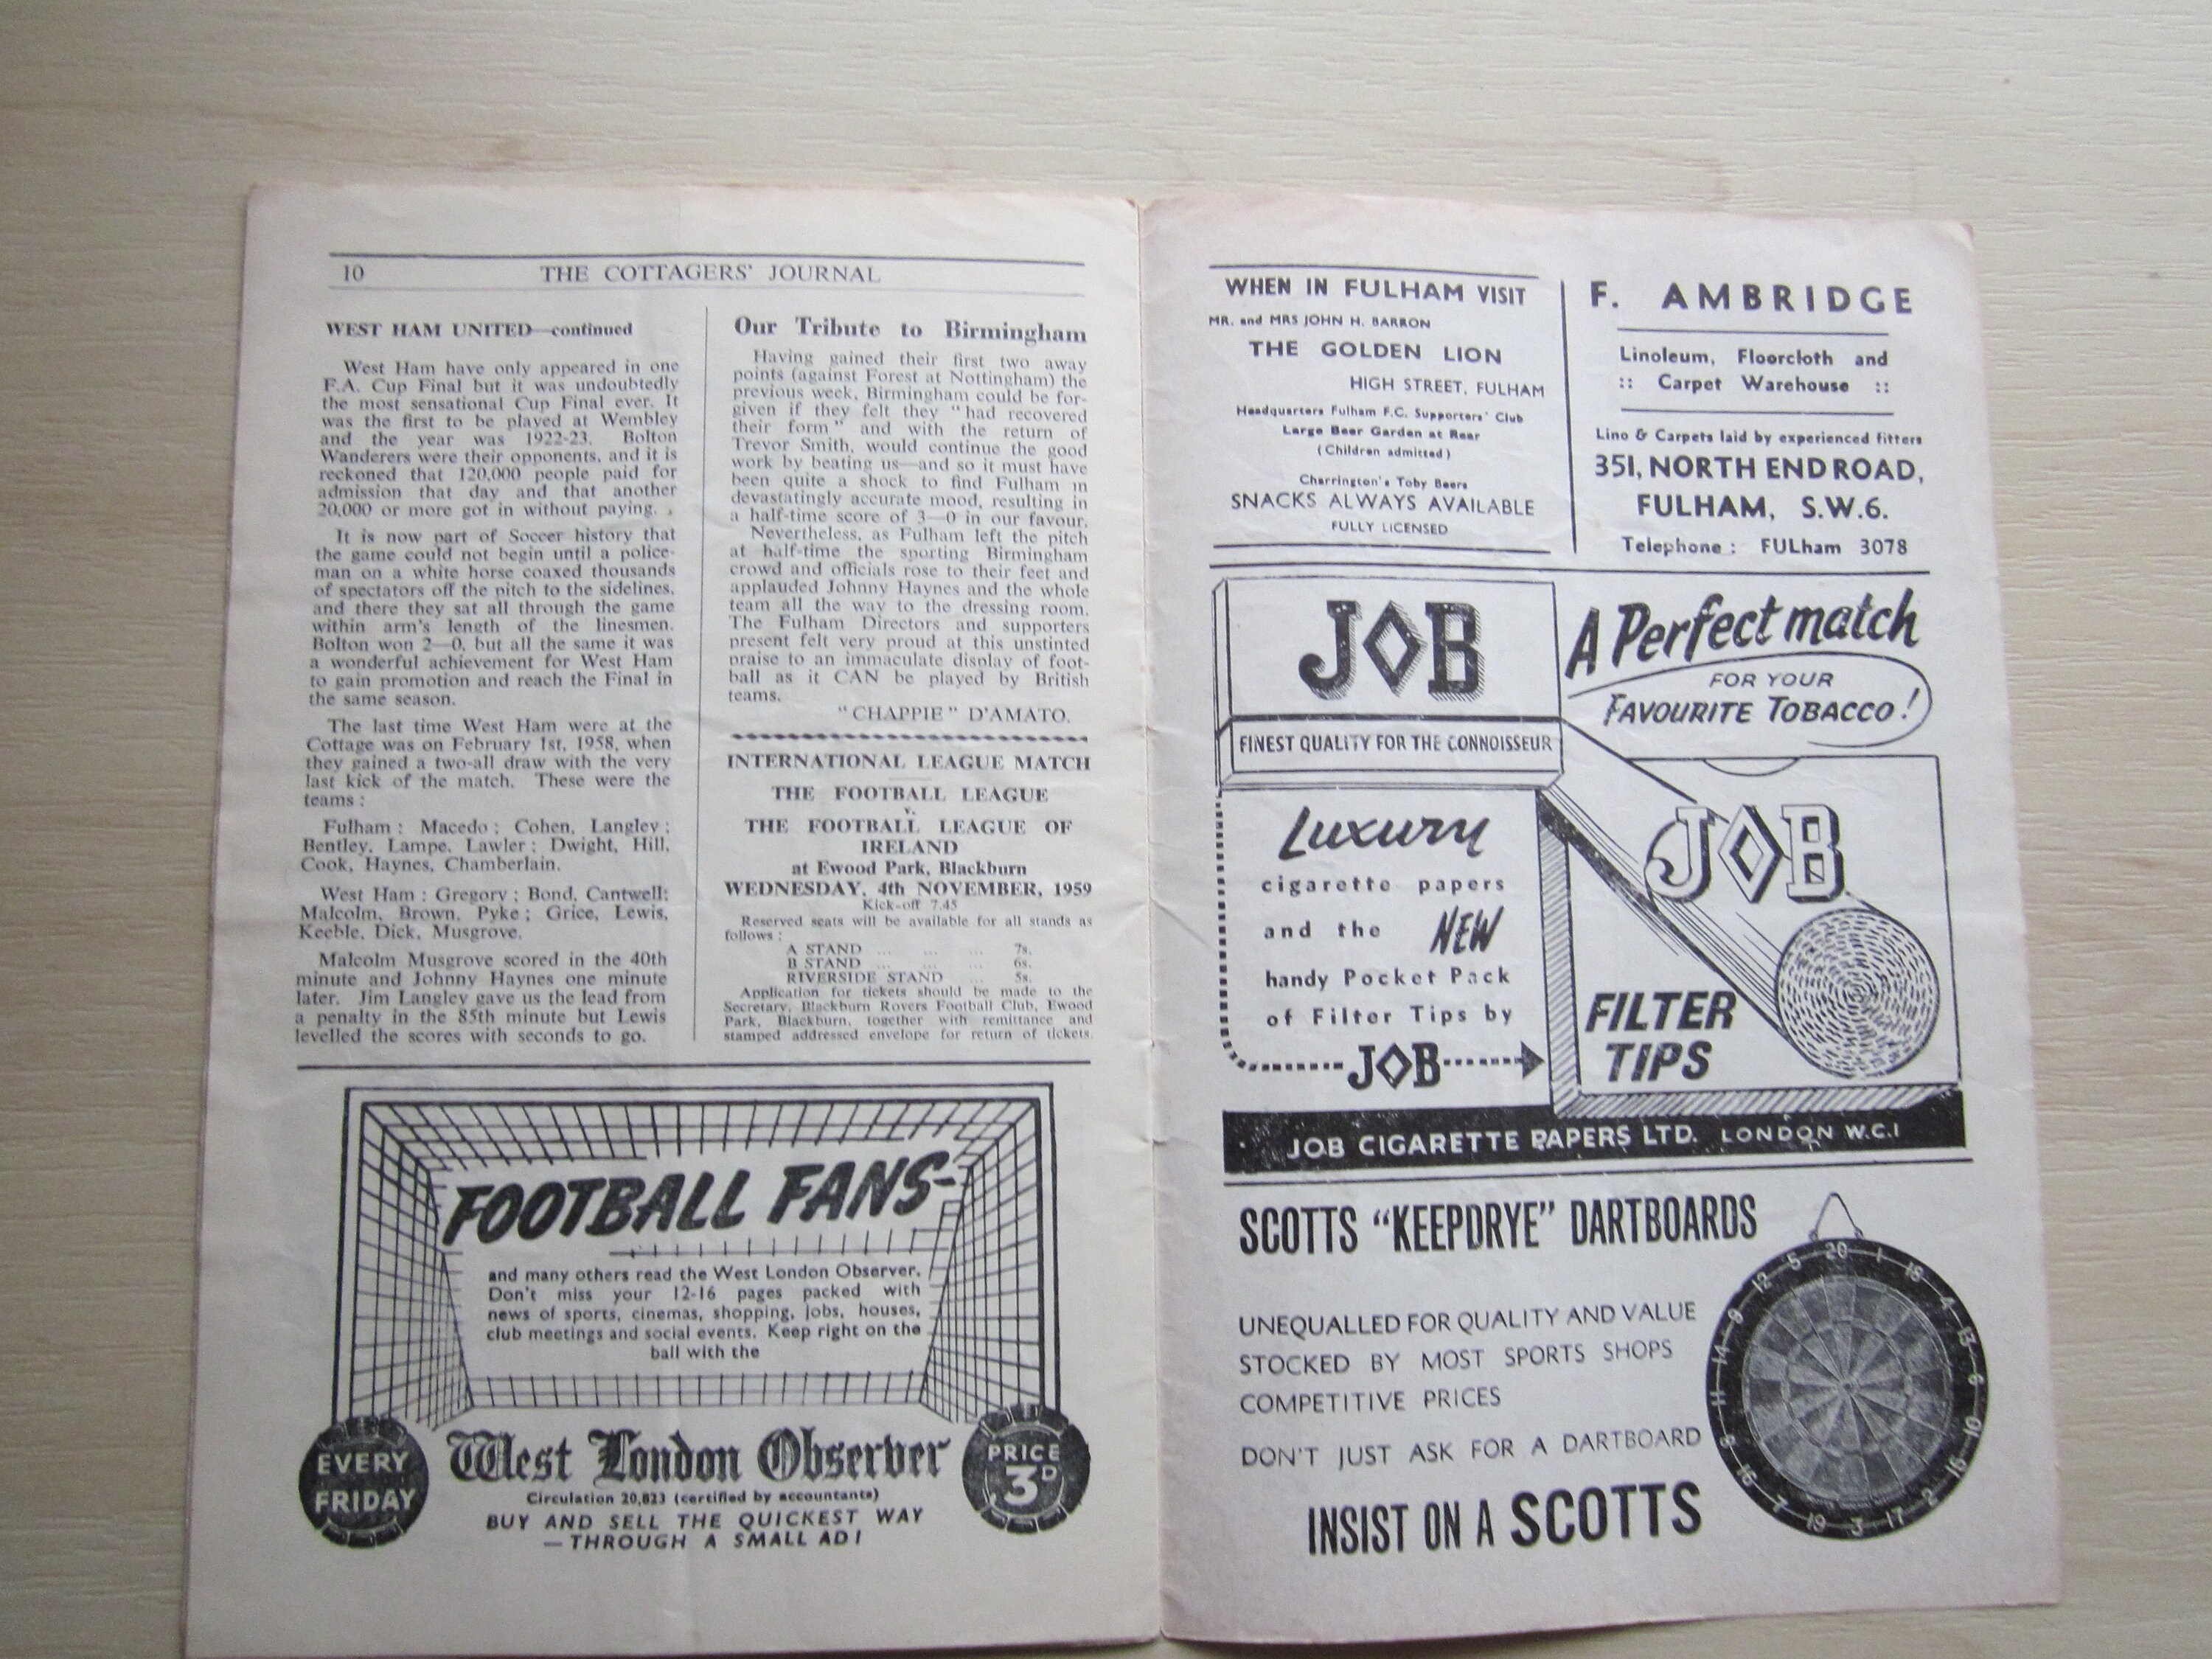 10
THE COTTAGERS' JOURNAL
WEST HAM UNITED—continued
West Ham have only appeared in one
F.A. Cup Final but it was undoubtedly
the most sensational Cup Final ever. It
was the first to be played at Wembley
and the year was 1922-23. Bolton
Wanderers were their opponents, and it is
reckoned that 120,000 people paid for
admission that day and that another
20,000 or more got in without paying.
It is now part of Soccer history that
the game could not begin until a police-
man on a white horse coaxed thousands
of spectators off the pitch to the sidelines,
and there they sat all through the game
within arm's length of the linesmen.
Bolton won 2—0, but all the same it was
a wonderful achievement for West Ham
to gain promotion and reach the Final in
the same season.
The last time West Ham were at the
Cottage was on February 1st, 1958, when
they gained a two-all draw with the very
last kick of the match. These were the
teams :
Fulham : Macedo ; Cohen, Langley ;
Bentley, Lampe, Lawler ; Dwight, Hill,
Cook, Haynes, Chamberlain.
West Ham : Gregory ; Bond, Cantwell;
Malcolm, Brown, Pyke ; Grice, Lewis,
Keeble, Dick, Musgrove.
Malcolm Musgrove scored in the 40th
minute and Johnny Haynes one minute
later. Jim Langley gave us the lead from
a penalty in the 85th minute but Lewis
levelled the scores with seconds to go.
Our Tribute to Birmingham
Having gained their first two away
points (against Forest at Nottingham) the
previous week, Birmingham could be for-
given if they felt they "had recovered
their form" and with the return of
Trevor Smith, would continue the good
work by beating us—and so it must have
been quite a shock to find Fulham in
devastatingly accurate mood, resulting in
a half-time score of 3—0 in our favour.
Nevertheless, as Fulham left the pitch
at half-time the sporting Birmingham
crowd and officials rose to their feet and
applauded Johnny Haynes and the whole
team all the way to the dressing room.
The Fulham Directors and supporters
present felt very proud at this unstinted
praise to an immaculate display of foot-
ball as it CAN be played by British
teams.
"CHAPPIE" D'AMATO.
INTERNATIONAL LEAGUE MATCH
THE FOOTBALL LEAGUE
v.
THE FOOTBALL LEAGUE OF
IRELAND
at Ewood Park, Blackburn
WEDNESDAY, 4th NOVEMBER, 1959
Kick-off 7.45
Reserved seats will be available for all stands as
follows :
A STAND ... ... ... 7s.
B STAND ... ... ... 6s.
RIVERSIDE STAND ... 5s.
Application for tickets should be made to the
Secretary, Blackburn Rovers Football Club, Ewood
Park, Blackburn, together with remittance and
stamped addressed envelope for return of tickets.
FOOTBALL FANS-
and many others read the West London Observer.
Don't miss your 12-16 pages packed with
news of sports, cinemas, shopping, jobs, houses,
club meetings and social events. Keep right on the
ball with the
EVERY
FRIDAY
West London Observer
PRICE
3D
Circulation 20,823 (certified by accountants)
BUY AND SELL THE QUICKEST WAY
— THROUGH A SMALL AD!
WHEN IN FULHAM VISIT
MR. and MRS JOHN H. BARRON
THE GOLDEN LION
HIGH STREET, FULHAM
Headquarters Fulham F.C. Supporters' Club
Large Beer Garden at Rear
(Children admitted)
Charrington's Toby Beers
SNACKS ALWAYS AVAILABLE
FULLY LICENSED
F. AMBRIDGE
Linoleum, Floorcloth and
:: Carpet Warehouse ::
Lino & Carpets laid by experienced fitters
351, NORTH END ROAD,
FULHAM, S.W.6.
Telephone : FULham 3078
JOB
FINEST QUALITY FOR THE CONNOISSEUR
A Perfect match
FOR YOUR
FAVOURITE TOBACCO!
Luxury
cigarette papers
and the NEW
handy Pocket Pack
of Filter Tips by
JOB
JOB
FILTER
TIPS
JOB CIGARETTE PAPERS LTD. LONDON W.C.1
SCOTTS "KEEPDRYE" DARTBOARDS
UNEQUALLED FOR QUALITY AND VALUE
STOCKED BY MOST SPORTS SHOPS
COMPETITIVE PRICES
DON'T JUST ASK FOR A DARTBOARD
INSIST ON A SCOTTS
20 1 18 4 13 6 10 15 2 17 3 19 7 16 8 11 14 9 12 5